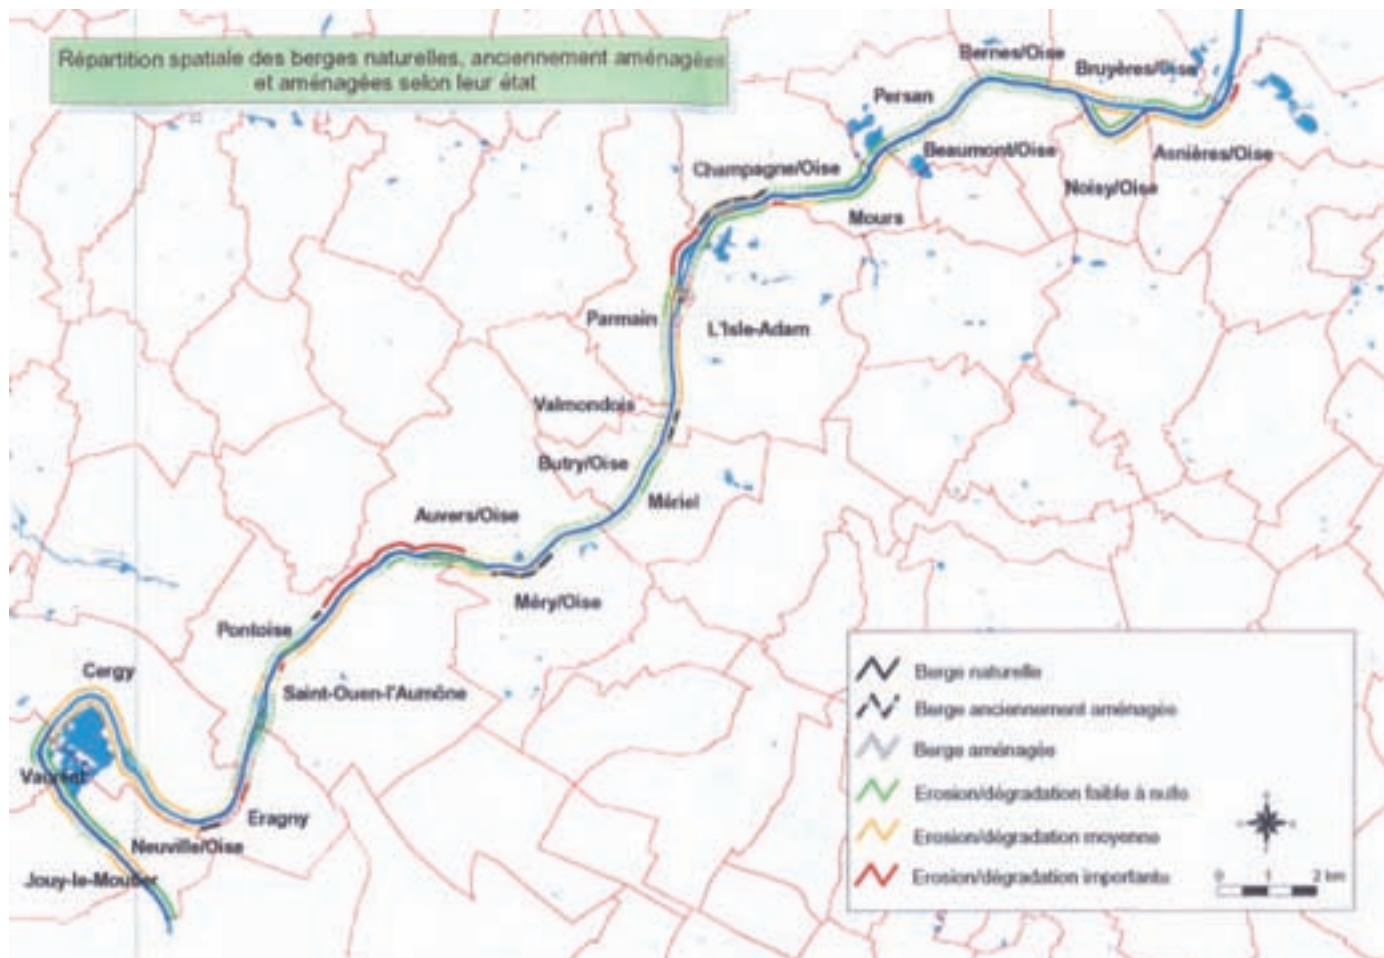 Répartition spatiale des berges naturelles, anciennement aménagées
et aménagées selon leur état
Bernes/Oise
Bruyères/Oise
Persan
Beaumont/Oise
Asnières/Oise
Champagne/Oise
Noisy/Oise
Mours
Parmain
L'Isle-Adam
Valmondois
Butry/Oise
Mériel
Auvers/Oise
Méry/Oise
Pontoise
Cergy
Saint-Ouen-l'Aumône
Vauréal
Eragny
Neuville/Oise
Jouy-le-Moutier
Berge naturelle
Berge anciennement aménagée
Berge aménagée
Erosion/dégradation faible à nulle
Erosion/dégradation moyenne
Erosion/dégradation importante
0 1 2 km